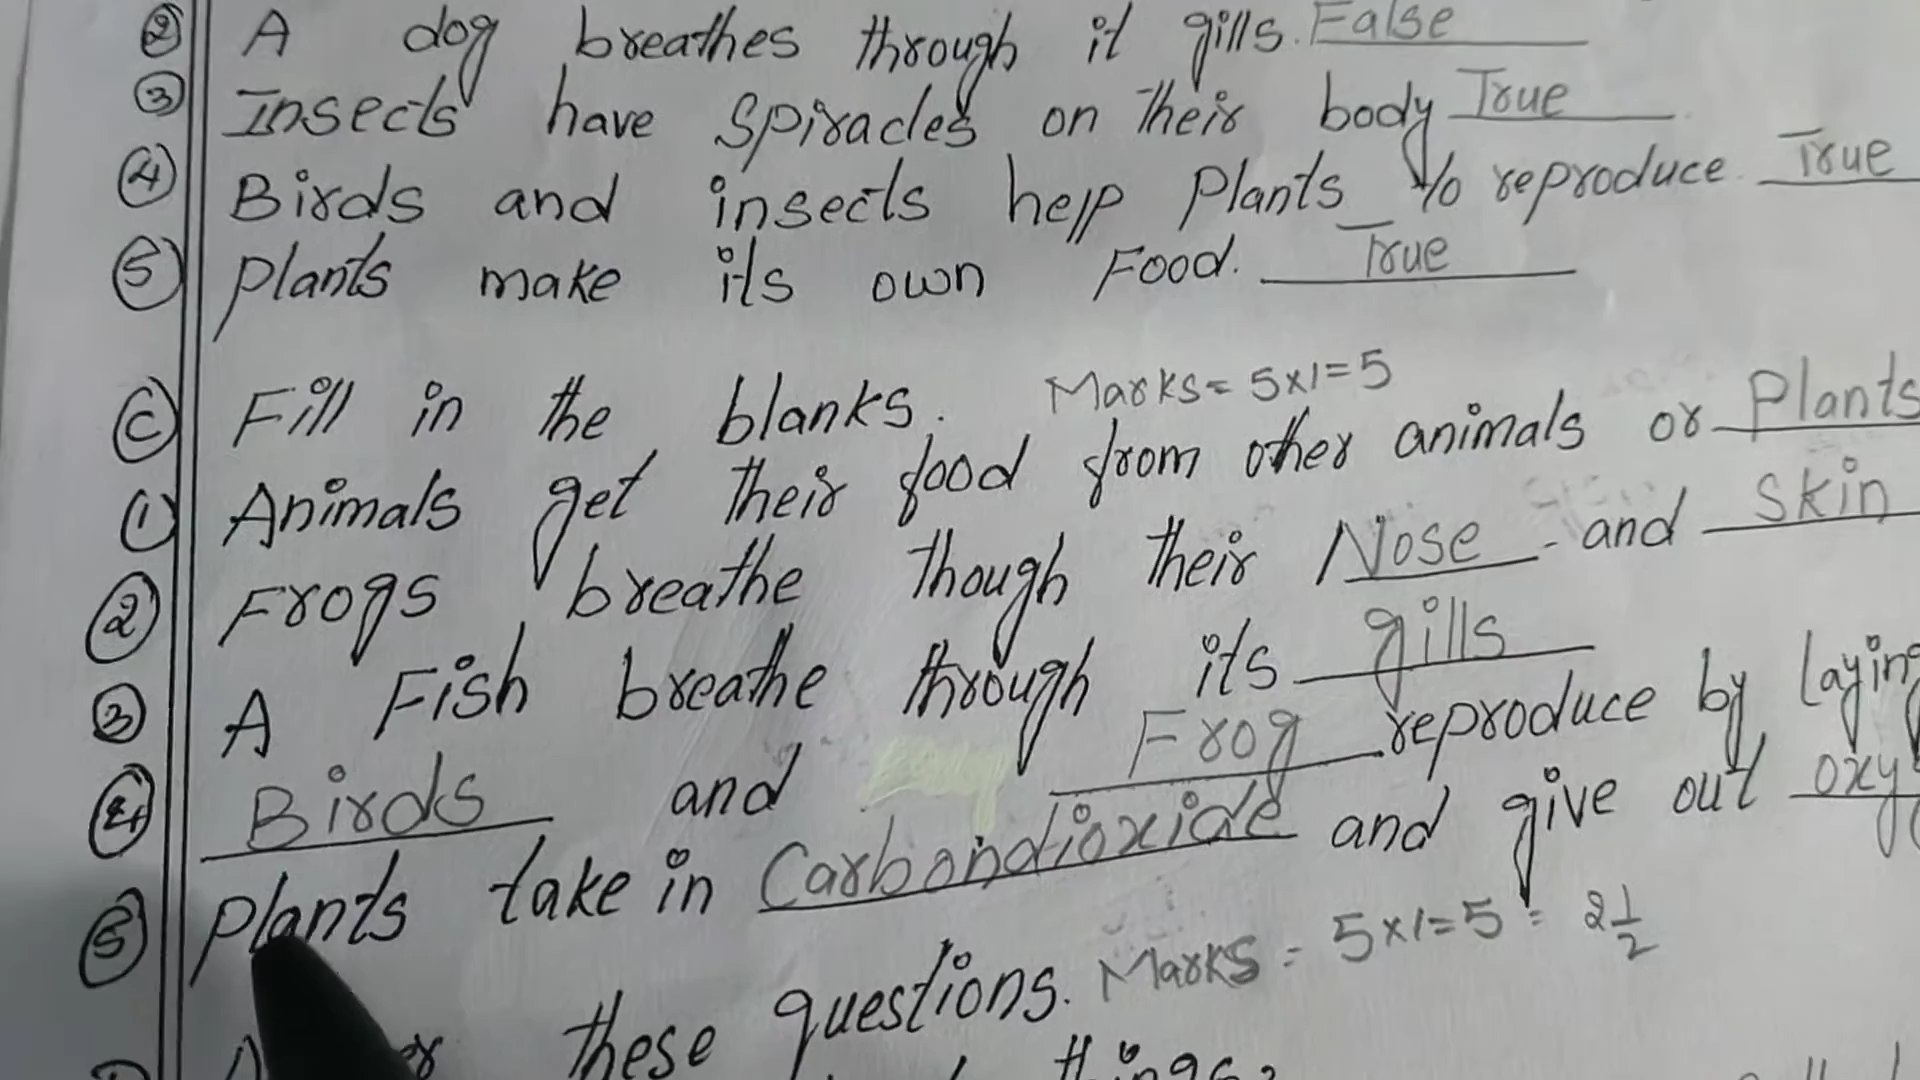 ② A dog breathes through it gills. False
③ Insects have Spiracles on their body True
④ Birds and insects help Plants to reproduce. True
⑤ Plants make its own Food. True
Ⓒ Fill in the blanks. Marks = 5×1=5
① Animals get their food from other animals or Plants
② Frogs breathe though their Nose and Skin
③ A Fish breathe through its gills
④ Birds and Frog reproduce by laying
⑤ Plants take in Carbondioxide and give out oxy
these questions. Marks = 5×1=5 = 2½
things?